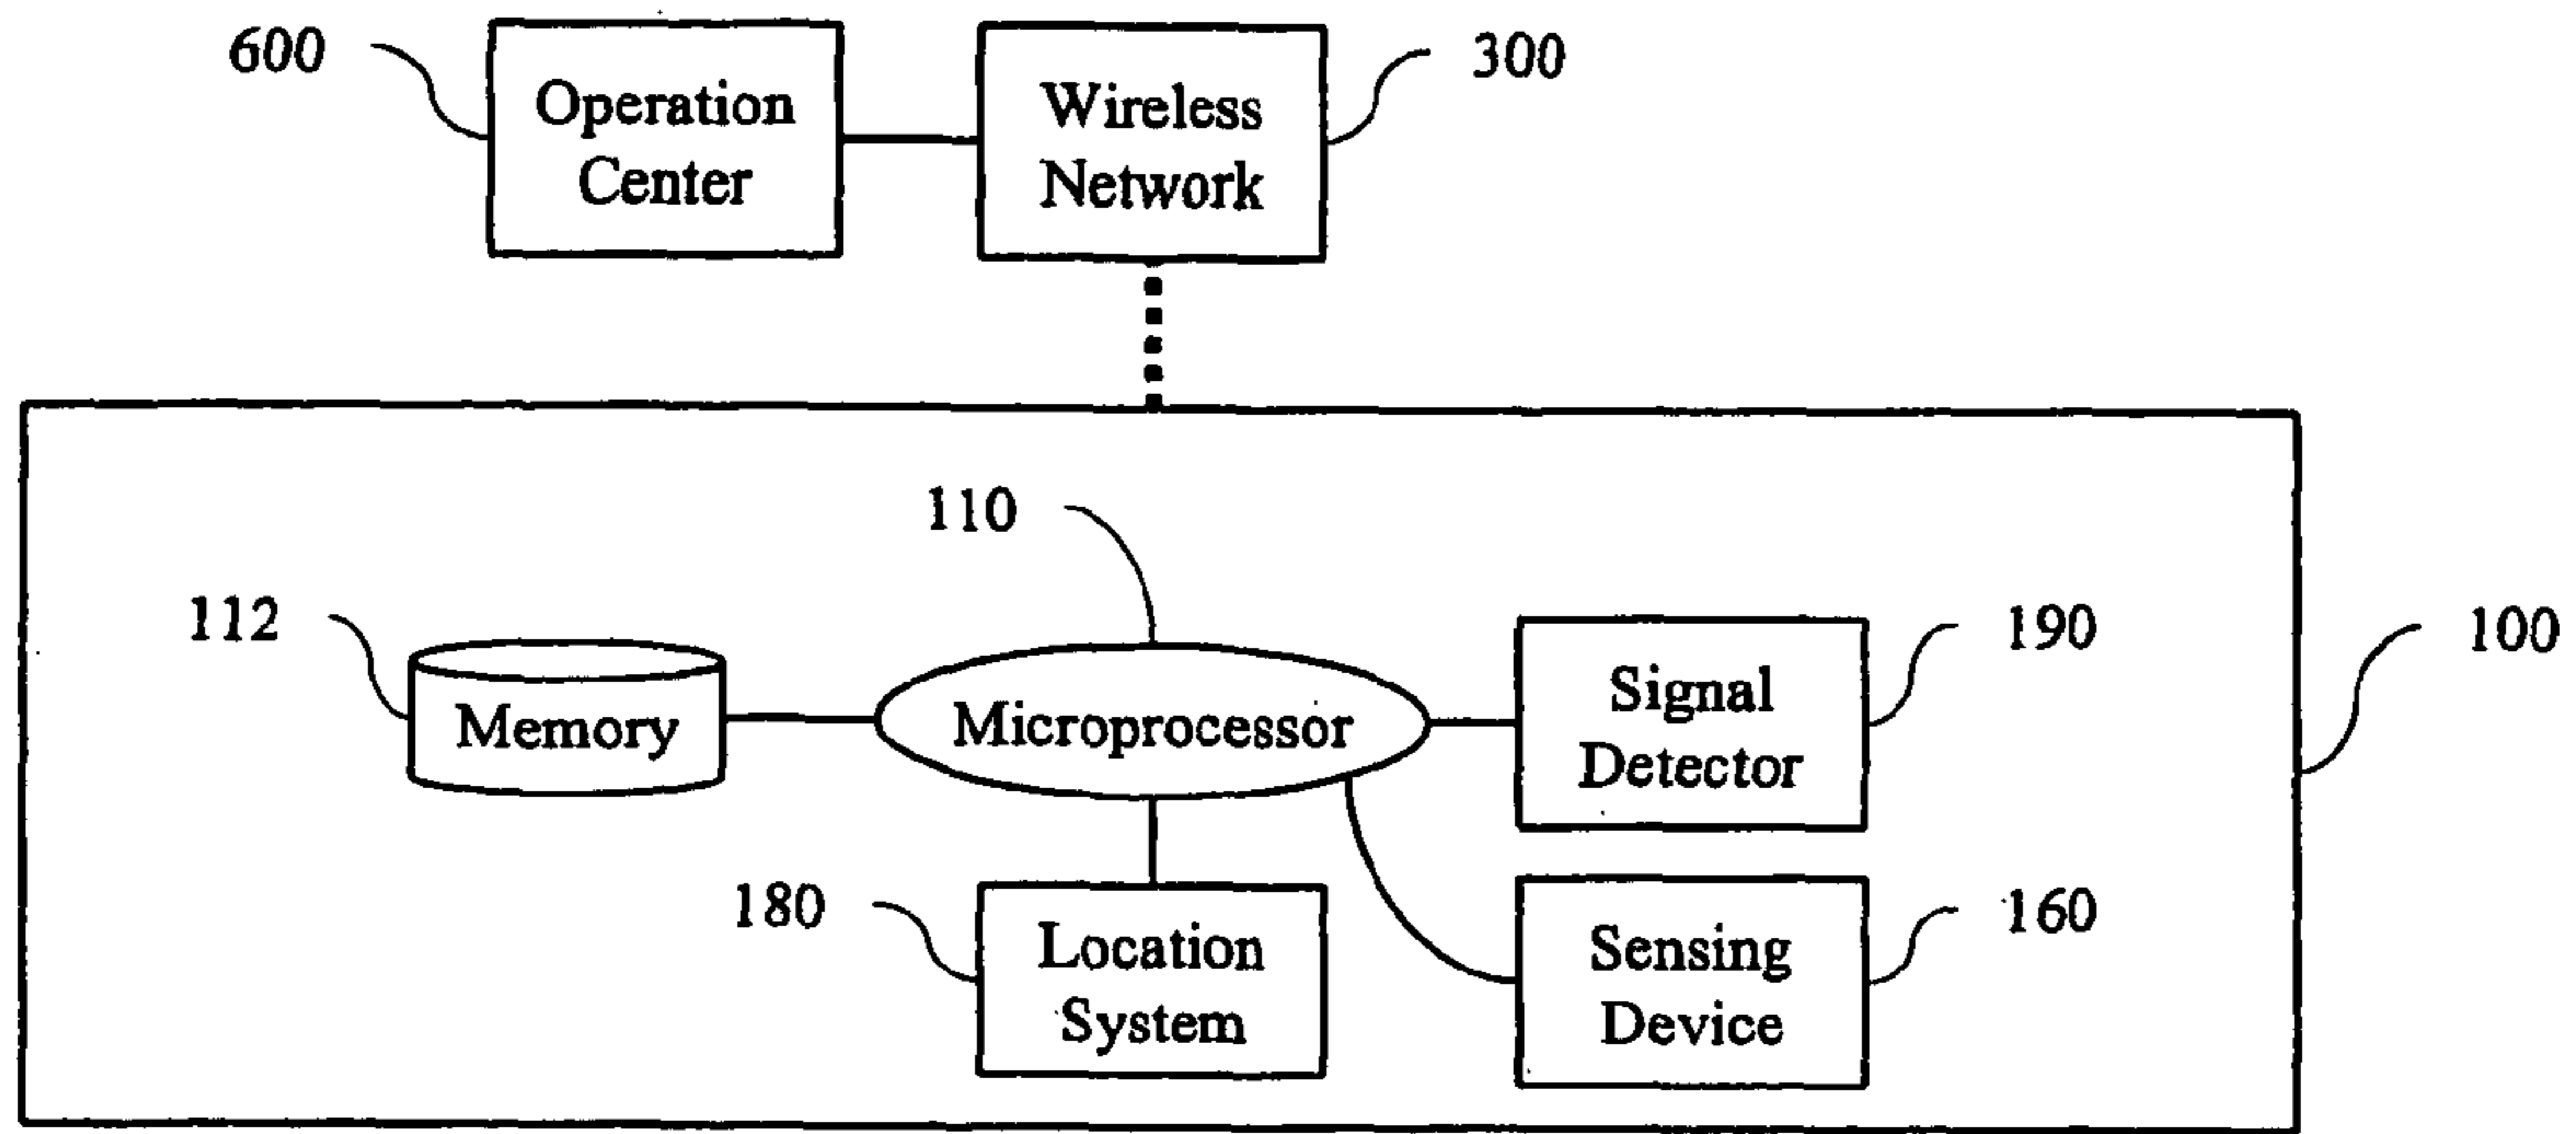 600
Operation
Center
Wireless
Network
300
110
112
Memory
Microprocessor
Signal
Detector
190
100
180
Location
System
Sensing
Device
160